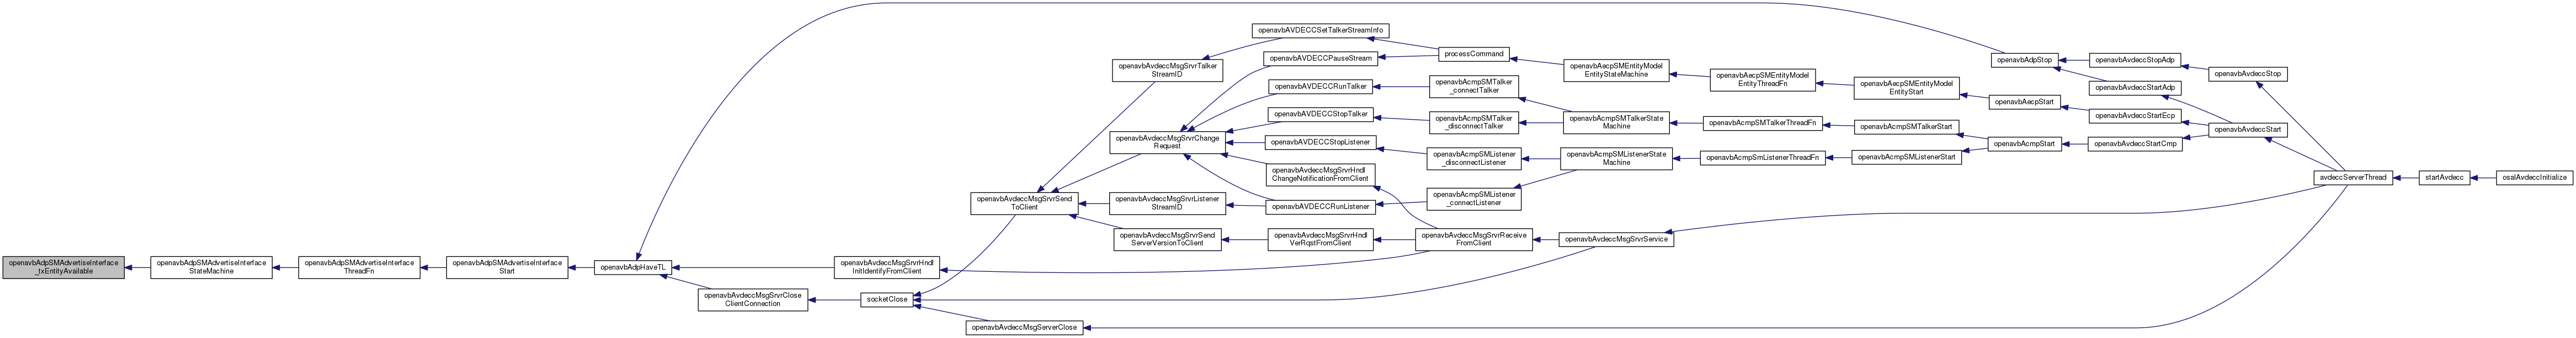 openavbAdpSMAdvertiseInterface
_txEntityAvailable
openavbAdpSMAdvertiseInterface
StateMachine
openavbAdpSMAdvertiseInterface
ThreadFn
openavbAdpSMAdvertiseInterface
Start
openavbAdpHaveTL
openavbAvdeccMsgSrvrHndl
InitIdentifyFromClient
openavbAvdeccMsgSrvrClose
ClientConnection
socketClose
openavbAvdeccMsgServerClose
openavbAvdeccMsgSrvrSend
ToClient
openavbAvdeccMsgSrvrTalker
StreamID
openavbAvdeccMsgSrvrChange
Request
openavbAvdeccMsgSrvrListener
StreamID
openavbAvdeccMsgSrvrSend
ServerVersionToClient
openavbAVDECCSetTalkerStreamInfo
openavbAVDECCPauseStream
openavbAVDECCRunTalker
openavbAVDECCStopTalker
openavbAVDECCStopListener
openavbAvdeccMsgSrvrHndl
ChangeNotificationFromClient
openavbAVDECCRunListener
openavbAvdeccMsgSrvrHndl
VerRqstFromClient
processCommand
openavbAcmpSMTalker
_connectTalker
openavbAcmpSMTalker
_disconnectTalker
openavbAcmpSMListener
_disconnectListener
openavbAcmpSMListener
_connectListener
openavbAvdeccMsgSrvrReceive
FromClient
openavbAecpSMEntityModel
EntityStateMachine
openavbAcmpSMTalkerState
Machine
openavbAcmpSMListenerState
Machine
openavbAvdeccMsgSrvrService
openavbAecpSMEntityModel
EntityThreadFn
openavbAcmpSMTalkerThreadFn
openavbAcmpSmListenerThreadFn
openavbAecpSMEntityModel
EntityStart
openavbAcmpSMTalkerStart
openavbAcmpSMListenerStart
openavbAdpStop
openavbAecpStart
openavbAcmpStart
openavbAvdeccStopAdp
openavbAvdeccStartAdp
openavbAvdeccStartEcp
openavbAvdeccStartCmp
openavbAvdeccStop
openavbAvdeccStart
avdeccServerThread
startAvdecc
osalAvdeccInitialize